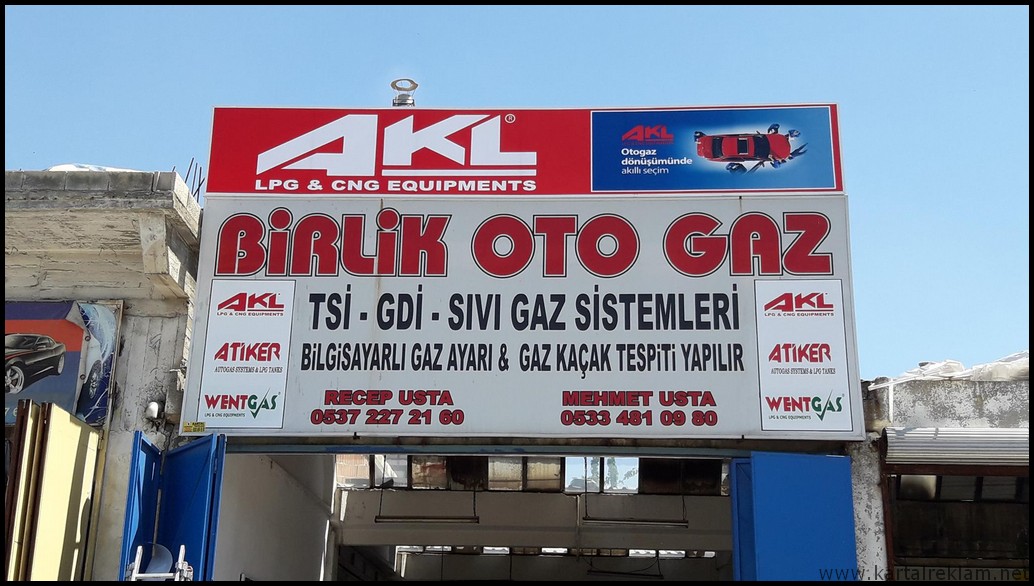 AKL®
LPG & CNG EQUIPMENTS
AKL
Otogaz
dönüşümünde
akıllı seçim
BİRLİK OTO GAZ
TSİ - GDİ - SIVI GAZ SİSTEMLERİ
BİLGİSAYARLI GAZ AYARI & GAZ KAÇAK TESPİTİ YAPILIR
RECEP USTA
0537 227 21 60
MEHMET USTA
0533 481 09 80
AKL
LPG & CNG EQUIPMENTS
ATİKER
AUTOGAS SYSTEMS & LPG TANKS
WENTGAS
LPG & CNG EQUIPMENTS
AKL
LPG & CNG EQUIPMENTS
ATİKER
AUTOGAS SYSTEMS & LPG TANKS
WENTGAS
LPG & CNG EQUIPMENTS
www.kartalreklam.net